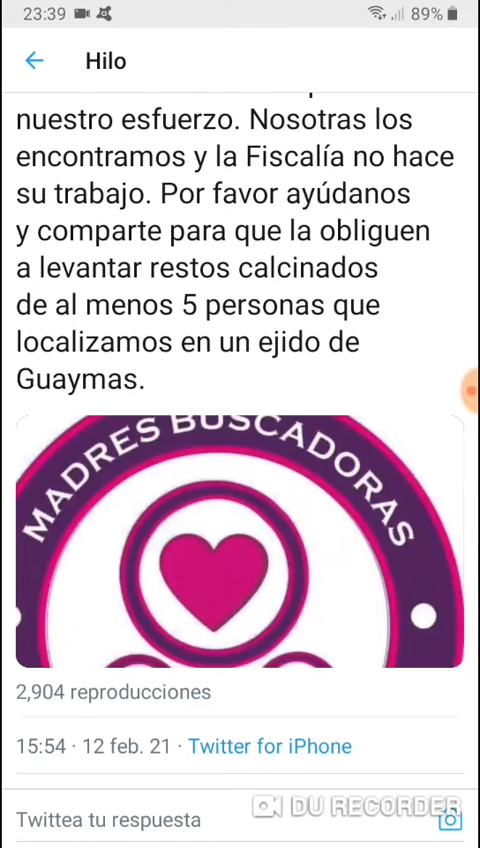 23:39
89%
Hilo
nuestro esfuerzo. Nosotras los
encontramos y la Fiscalía no hace
su trabajo. Por favor ayúdanos
y comparte para que la obliguen
a levantar restos calcinados
de al menos 5 personas que
localizamos en un ejido de
Guaymas.
MADRES BUSCADORAS
2,904 reproducciones
15:54 · 12 feb. 21 · Twitter for iPhone
DU RECORDER
Twittea tu respuesta